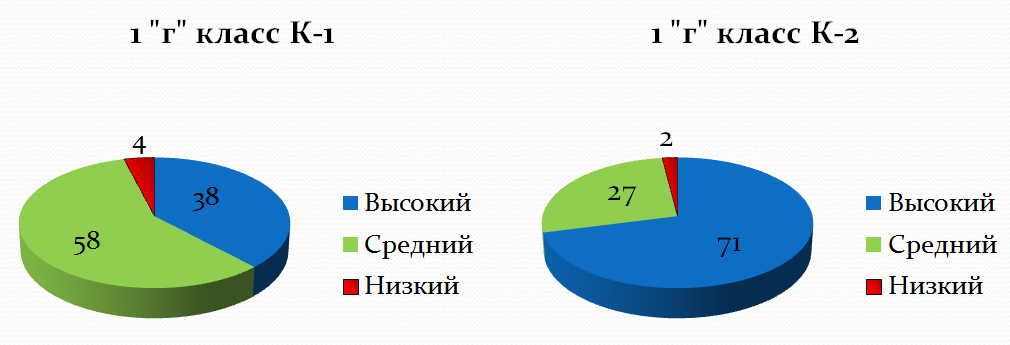 1 "г" класс К-1
4
38
58
Высокий
Средний
Низкий
1 "г" класс К-2
2
27
71
Высокий
Средний
Низкий